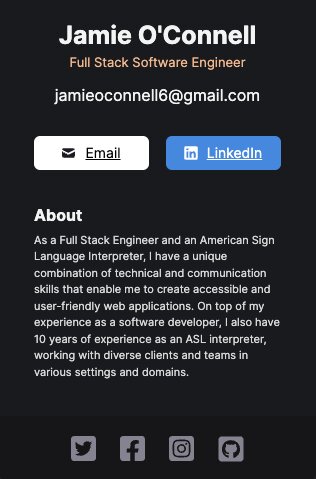 Jamie O'Connell
Full Stack Software Engineer
jamieoconnell6@gmail.com
Email LinkedIn
About
As a Full Stack Engineer and an American Sign
Language Interpreter, I have a unique
combination of technical and communication
skills that enable me to create accessible and
user-friendly web applications. On top of my
experience as a software developer, I also have
10 years of experience as an ASL interpreter,
working with diverse clients and teams in
various settings and domains.